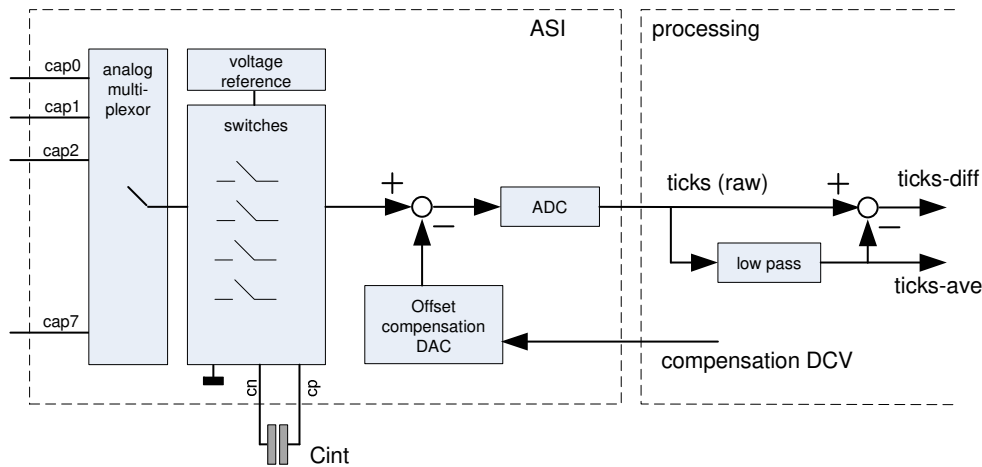 ASI
processing
cap0
cap1
cap2
cap7
analog
multi-
plexor
voltage
reference
switches
+
−
ADC
Offset
compensation
DAC
cn
cp
Cint
ticks (raw)
+
−
ticks-diff
low pass
ticks-ave
compensation DCV